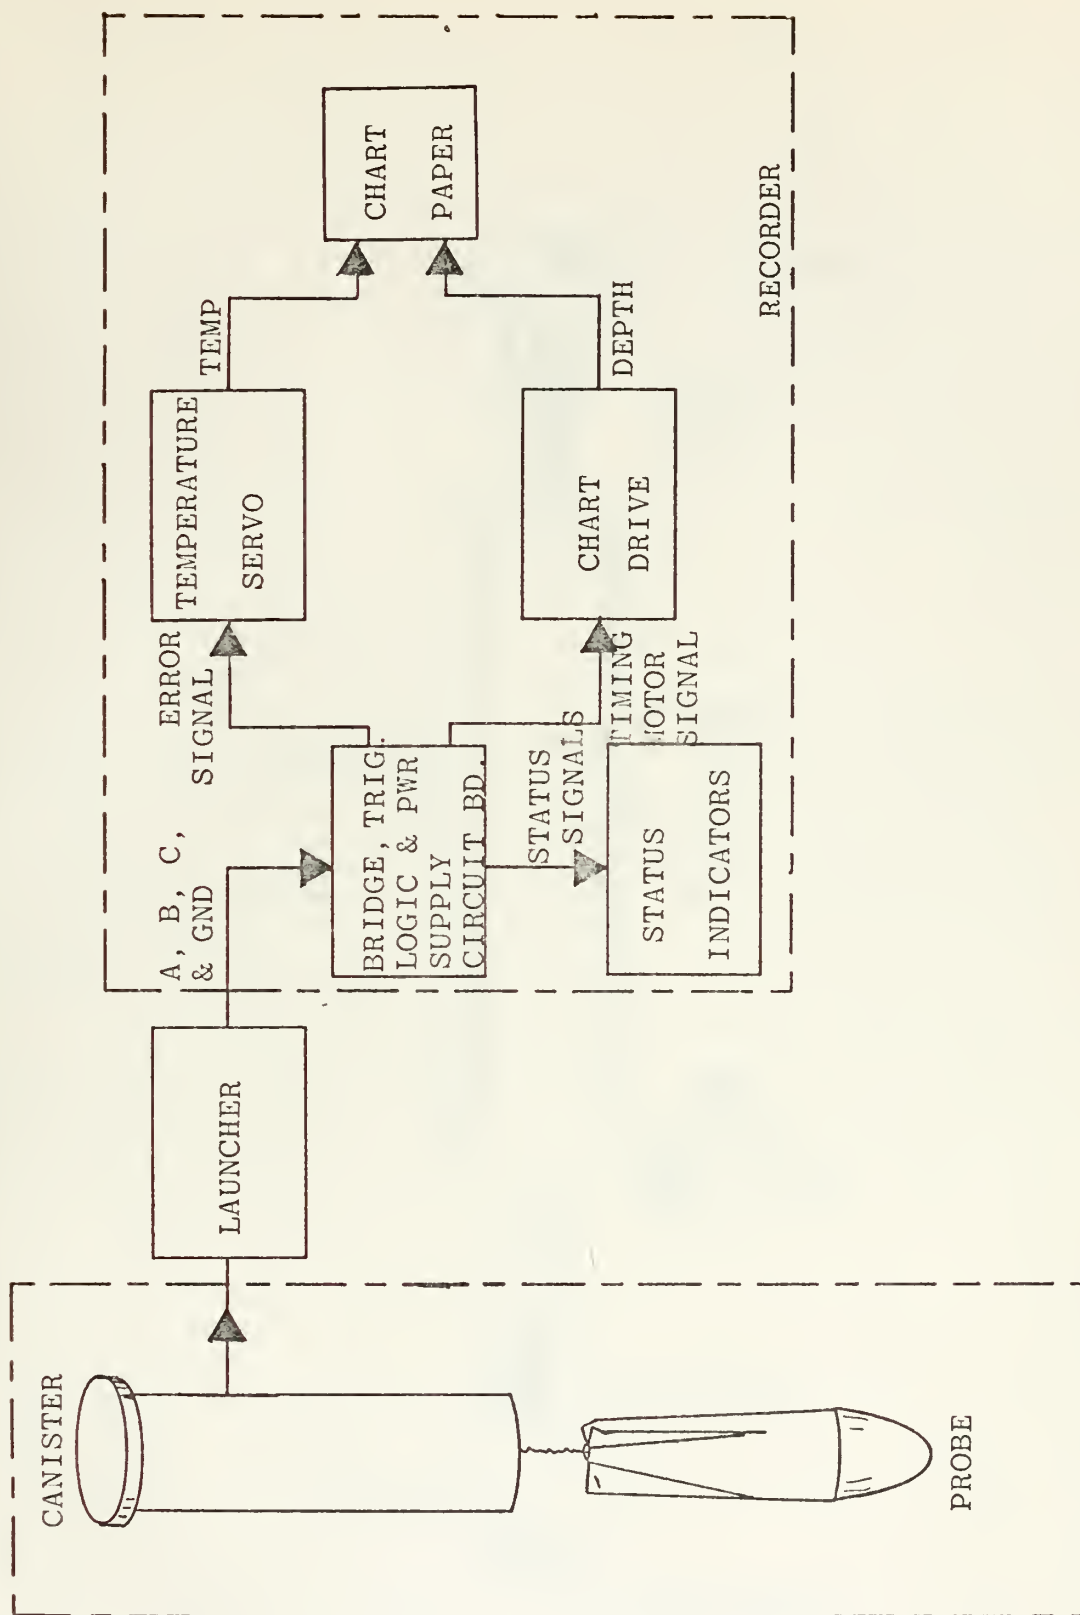 CANISTER
PROBE
LAUNCHER
A, B, C,
& GND
ERROR
SIGNAL
BRIDGE, TRIG.
LOGIC & PWR
SUPPLY
CIRCUIT BD.
STATUS
SIGNALS
STATUS
INDICATORS
TIMING
MOTOR
SIGNAL
TEMPERATURE
SERVO
CHART
DRIVE
TEMP
DEPTH
CHART
PAPER
RECORDER